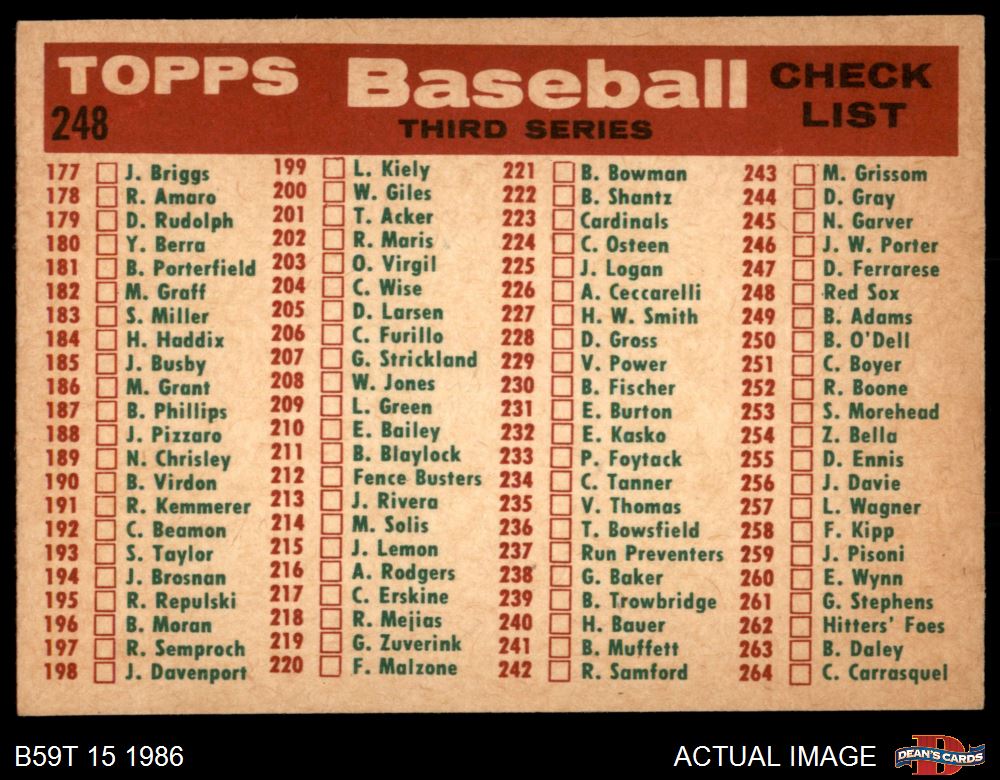 TOPPS Baseball CHECK
248 THIRD SERIES LIST
177 J. Briggs
178 R. Amaro
179 D. Rudolph
180 Y. Berra
181 B. Porterfield
182 M. Graff
183 S. Miller
184 H. Haddix
185 J. Busby
186 M. Grant
187 B. Phillips
188 J. Pizzaro
189 N. Chrisley
190 B. Virdon
191 R. Kemmerer
192 C. Beamon
193 S. Taylor
194 J. Brosnan
195 R. Repulski
196 B. Moran
197 R. Semproch
198 J. Davenport
199 L. Kiely
200 W. Giles
201 T. Acker
202 R. Maris
203 O. Virgil
204 C. Wise
205 D. Larsen
206 C. Furillo
207 G. Strickland
208 W. Jones
209 L. Green
210 E. Bailey
211 B. Blaylock
212 Fence Busters
213 J. Rivera
214 M. Solis
215 J. Lemon
216 A. Rodgers
217 C. Erskine
218 R. Mejias
219 G. Zuverink
220 F. Malzone
221 B. Bowman
222 B. Shantz
223 Cardinals
224 C. Osteen
225 J. Logan
226 A. Ceccarelli
227 H. W. Smith
228 D. Gross
229 V. Power
230 B. Fischer
231 E. Burton
232 E. Kasko
233 P. Foytack
234 C. Tanner
235 V. Thomas
236 T. Bowsfield
237 Run Preventers
238 G. Baker
239 B. Trowbridge
240 H. Bauer
241 B. Muffett
242 R. Samford
243 M. Grissom
244 D. Gray
245 N. Garver
246 J. W. Porter
247 D. Ferrarese
248 Red Sox
249 B. Adams
250 B. O'Dell
251 C. Boyer
252 R. Boone
253 S. Morehead
254 Z. Bella
255 D. Ennis
256 J. Davie
257 L. Wagner
258 F. Kipp
259 J. Pisoni
260 E. Wynn
261 G. Stephens
262 Hitters' Foes
263 B. Daley
264 C. Carrasquel
B59T 15 1986 ACTUAL IMAGE DEAN'S CARDS